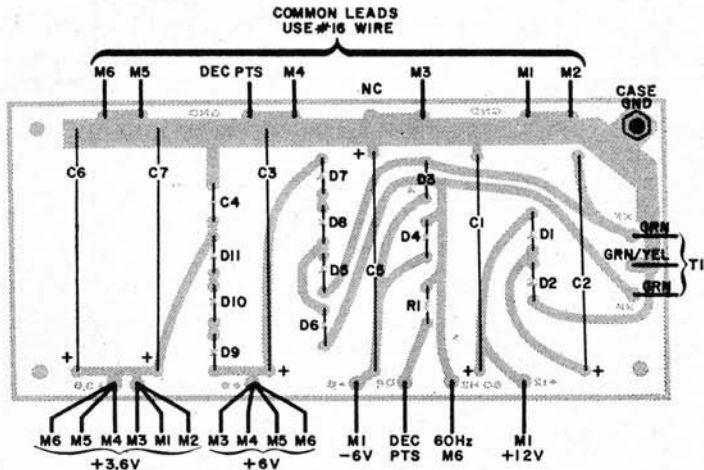 COMMON LEADS
USE #16 WIRE
M6 M5 DEC PTS M4 NC M3 M1 M2
CASE
GND
GND GND
C6 C7 C4 C3 D7 D3
D8 D4 C1 D1
D11 D5 C5 D2 C2
D10 D6 R1
D9
GRN
GRN/YEL
GRN
T1
+ + + + + +
M6 M5 M4 M3 M1 M2
+3.6V
M3 M4 M5 M6
+6V
M1
-6V
DEC
PTS
60Hz
M6
M1
+12V